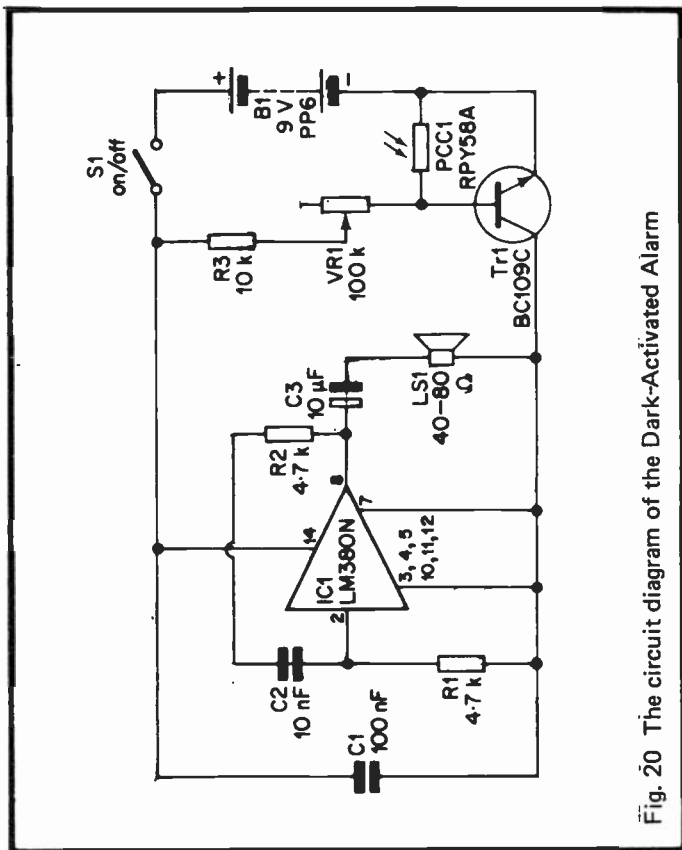 S1
on/off
+
B1
9 V
PP6
-
R3
10 k
VR1
100 k
PCC1
RPY58A
Tr1
BC109C
R2
4·7 k
C3
10 µF
LS1
40-80
Ω
C2
10 nF
IC1
LM380N
2
14
8
7
3, 4, 5
10, 11, 12
R1
4·7 k
C1
100 nF
Fig. 20 The circuit diagram of the Dark-Activated Alarm